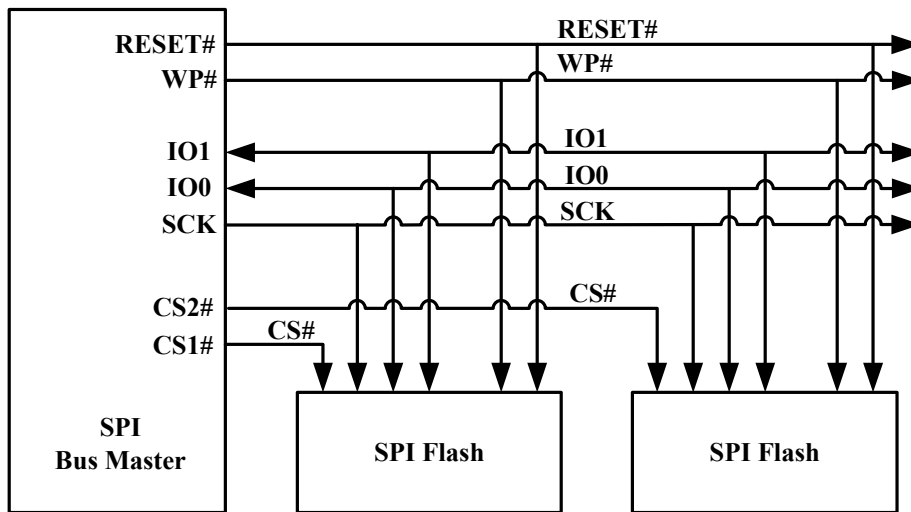 RESET#
RESET#
WP#
WP#
IO1
IO1
IO0
IO0
SCK
SCK
CS2#
CS#
CS1#
CS#
SPI
Bus Master
SPI Flash
SPI Flash